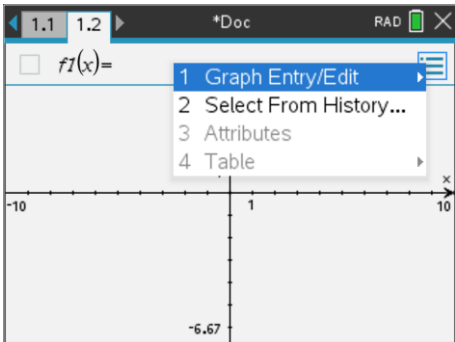 1.1 1.2 *Doc RAD
f1(x)=
1 Graph Entry/Edit
2 Select From History...
3 Attributes
4 Table
x
-10 1 10
-6.67